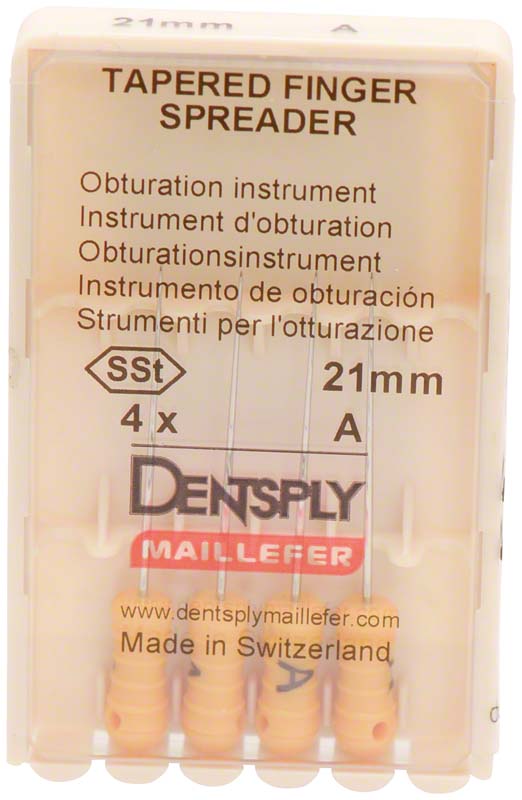 21mm A
TAPERED FINGER
SPREADER
Obturation instrument
Instrument d'obturation
Obturationsinstrument
Instrumento de obturación
Strumenti per l'otturazione
SSt 21mm
4 x A
DENTSPLY
MAILLEFER
www.dentsplymaillefer.com
Made in Switzerland
A